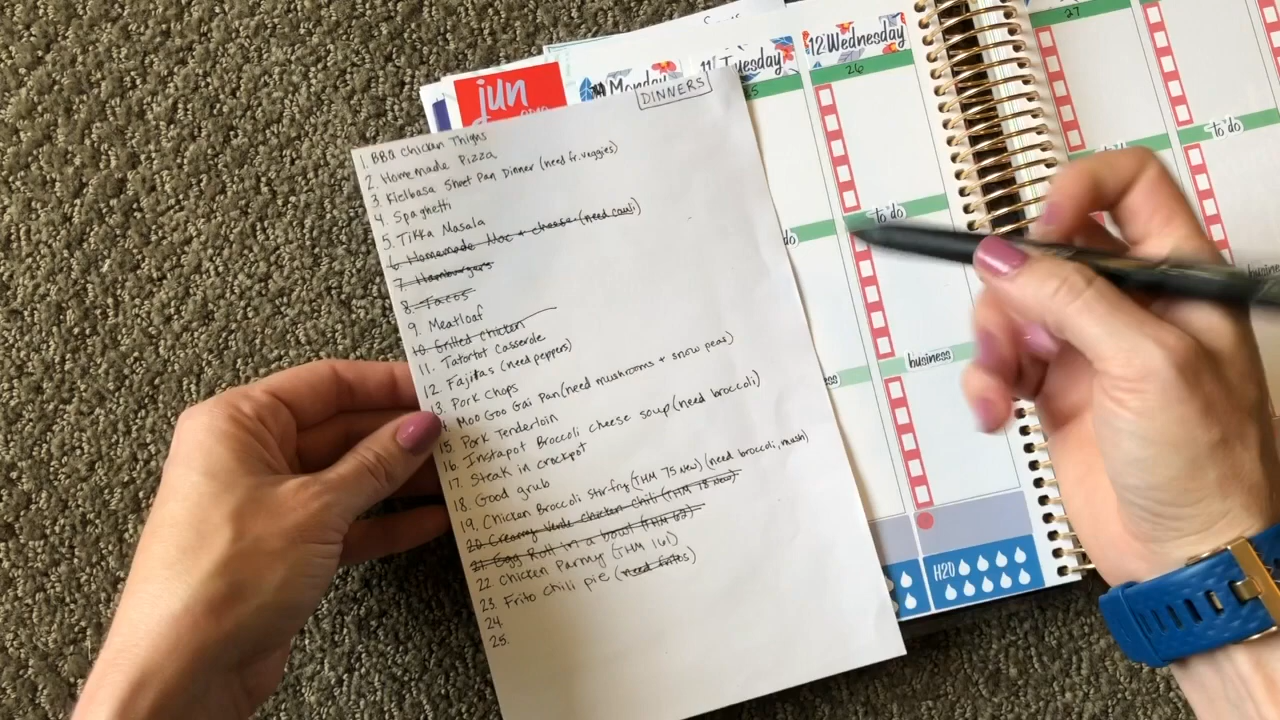 jun
Monday
11 Tuesday
12 Wednesday
26
27
DINNERS
1. BBQ Chicken Thighs
2. Homemade Pizza
3. Kielbasa Sheet Pan Dinner (need fr. veggies)
4. Spaghetti
5. Tikka Masala
6. Homemade Mac + cheese (need cauli)
7. Hamburgers
8. Tacos
9. Meatloaf
10. Grilled Chicken
11. Tatortot Casserole
12. Fajitas (need peppers)
13. Pork Chops
Moo Goo Gai Pan (need mushrooms + snow peas)
15. Pork Tenderloin
16. Instapot Broccoli cheese soup (need broccoli)
17. Steak in crockpot
18. Good grub
19. Chicken Broccoli Stirfry (THM 75 New) (need broccoli, mush)
20. Creamy Verde Chicken Chili (THM 78 New)
21. Egg Roll in a bowl (THM 62)
22. Chicken Parmy (THM 161)
23. Frito chili pie (need fritos)
24.
25.
do
to do
to do
business
business
H20